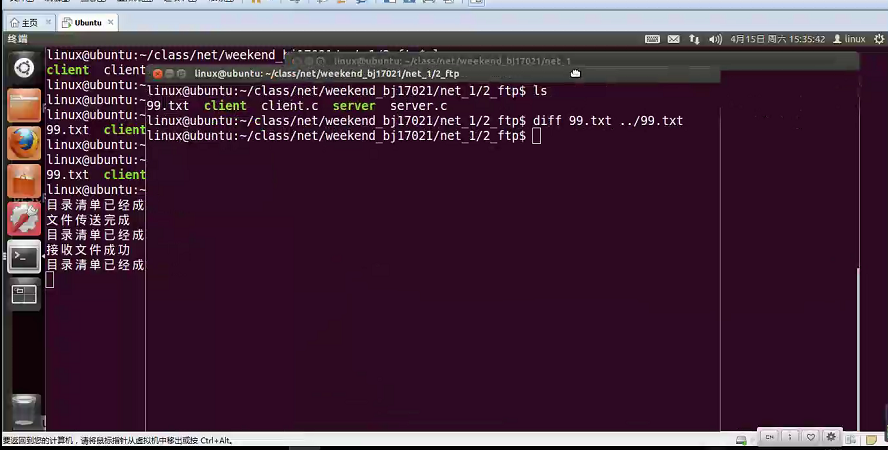 主页
Ubuntu
终端
4月15日 周六 15:35:42
linux
linux@ubuntu:~/class/net/weekend_bj17021/net_1/2_ftp$ ls
~/class/net/weekend_bj17021/net_1
client client
linux@ubuntu: ~/class/net/weekend_bj17021/net_1/2_ftp
linux@ubuntu:~
linux@ubuntu:~/class/net/weekend_bj17021/net_1/2_ftp$ ls
linux@ubuntu:~
99.txt client client.c server server.c
linux@ubuntu:~
linux@ubuntu:~/class/net/weekend_bj17021/net_1/2_ftp$ diff 99.txt ../99.txt
99.txt client
linux@ubuntu:~/class/net/weekend_bj17021/net_1/2_ftp$
linux@ubuntu:~
linux@ubuntu:~
99.txt client
linux@ubuntu:~
目录清单已经成
文件传送完成
目录清单已经成
接收文件成功
目录清单已经成
要返回到您的计算机，请将鼠标指针从虚拟机中移出或按 Ctrl+Alt。
CN